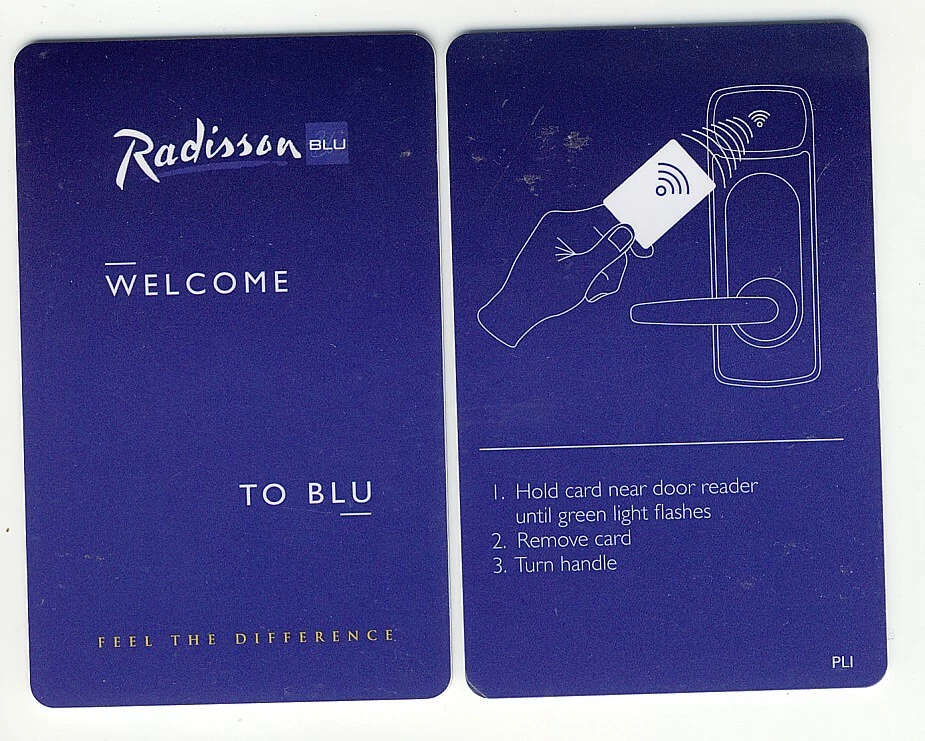 Radisson BLU
WELCOME
TO BLU
FEEL THE DIFFERENCE
1. Hold card near door reader
until green light flashes
2. Remove card
3. Turn handle
PLI